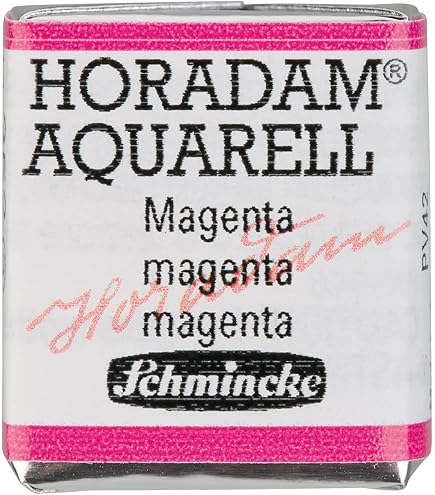 HORADAM®
AQUARELL
Magenta
magenta
magenta
Horadam
Schmincke
PV42